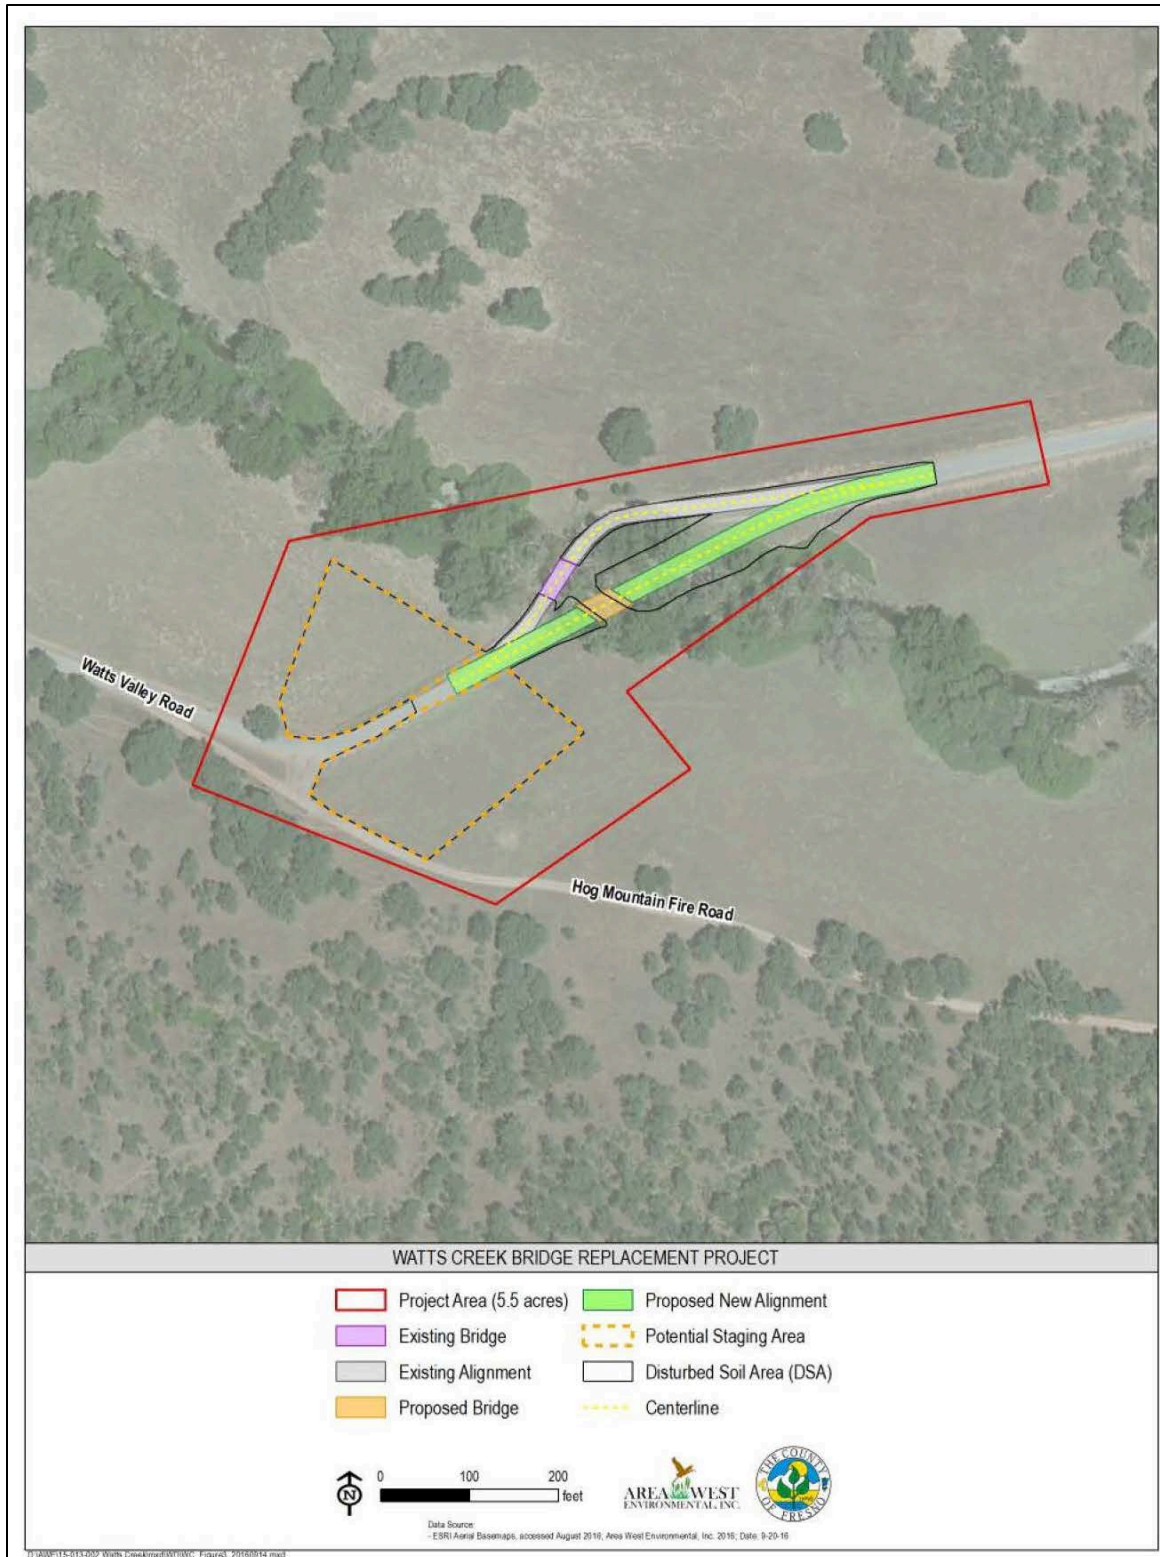 Watts Valley Road
Hog Mountain Fire Road
WATTS CREEK BRIDGE REPLACEMENT PROJECT
Project Area (5.5 acres)
Existing Bridge
Existing Alignment
Proposed Bridge
Proposed New Alignment
Potential Staging Area
Disturbed Soil Area (DSA)
Centerline
N
0 100 200
feet
AREA WEST
ENVIRONMENTAL, INC.
THE COUNTY
OF FRESNO
Data Source:
- ESRI Aerial Basemaps, accessed August 2016; Area West Environmental, Inc. 2016; Date: 9-20-16